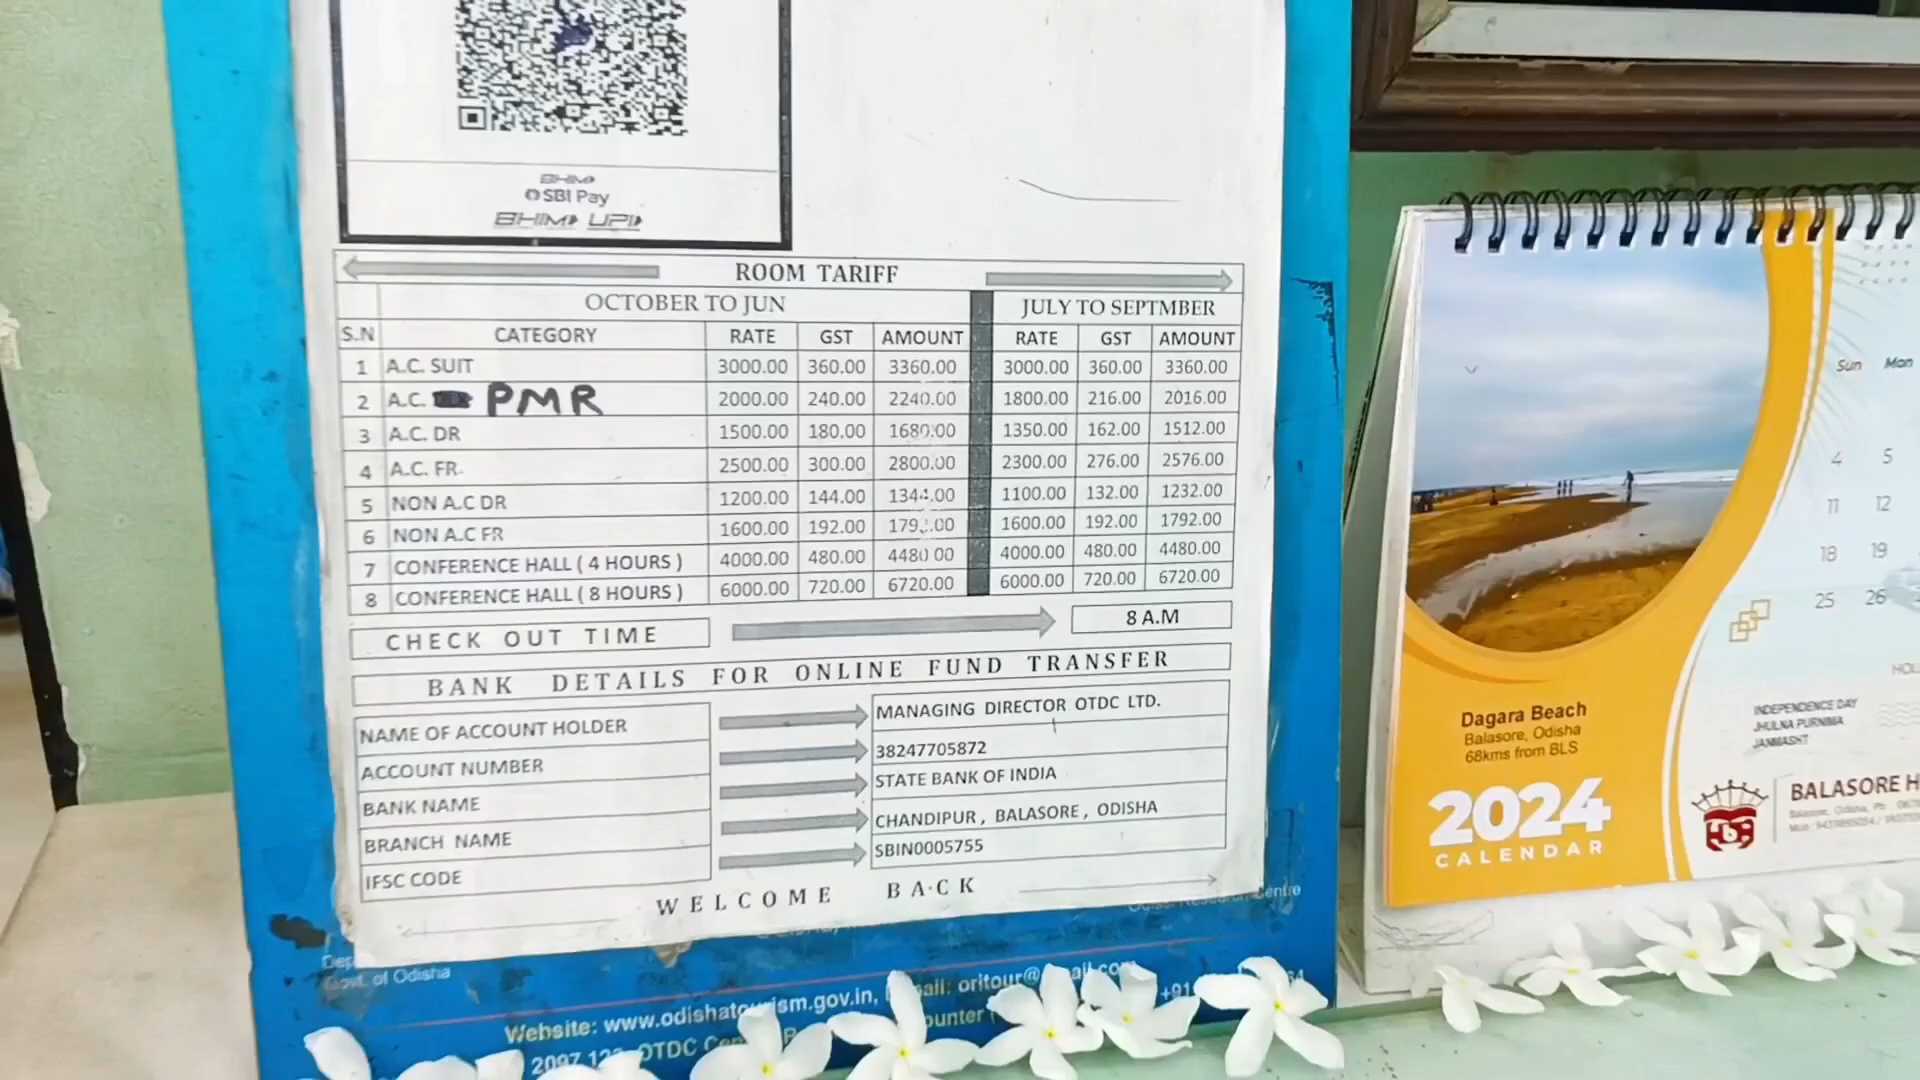 BHIM
SBI Pay
BHIM UPI
ROOM TARIFF
OCTOBER TO JUN JULY TO SEPTMBER
S.N CATEGORY RATE GST AMOUNT RATE GST AMOUNT
1 A.C. SUIT 3000.00 360.00 3360.00 3000.00 360.00 3360.00
2 A.C. PMR 2000.00 240.00 2240.00 1800.00 216.00 2016.00
3 A.C. DR 1500.00 180.00 1680.00 1350.00 162.00 1512.00
4 A.C. FR. 2500.00 300.00 2800.00 2300.00 276.00 2576.00
5 NON A.C DR 1200.00 144.00 1344.00 1100.00 132.00 1232.00
6 NON A.C FR 1600.00 192.00 1792.00 1600.00 192.00 1792.00
7 CONFERENCE HALL ( 4 HOURS ) 4000.00 480.00 4480.00 4000.00 480.00 4480.00
8 CONFERENCE HALL ( 8 HOURS ) 6000.00 720.00 6720.00 6000.00 720.00 6720.00
CHECK OUT TIME 8 A.M
BANK DETAILS FOR ONLINE FUND TRANSFER
NAME OF ACCOUNT HOLDER MANAGING DIRECTOR OTDC LTD.
ACCOUNT NUMBER 38247705872
BANK NAME STATE BANK OF INDIA
BRANCH NAME CHANDIPUR, BALASORE, ODISHA
IFSC CODE SBIN0005755
WELCOME BACK
Govt. of Odisha
Website: www.odishatourism.gov.in, Email: oritour@gmail.com
OTDC
Sun Mon
4 5
11 12
18 19
25 26
INDEPENDENCE DAY
JHULNA PURNIMA
JANMASHT
Dagara Beach
Balasore, Odisha
68kms from BLS
2024
CALENDAR
BALASORE H